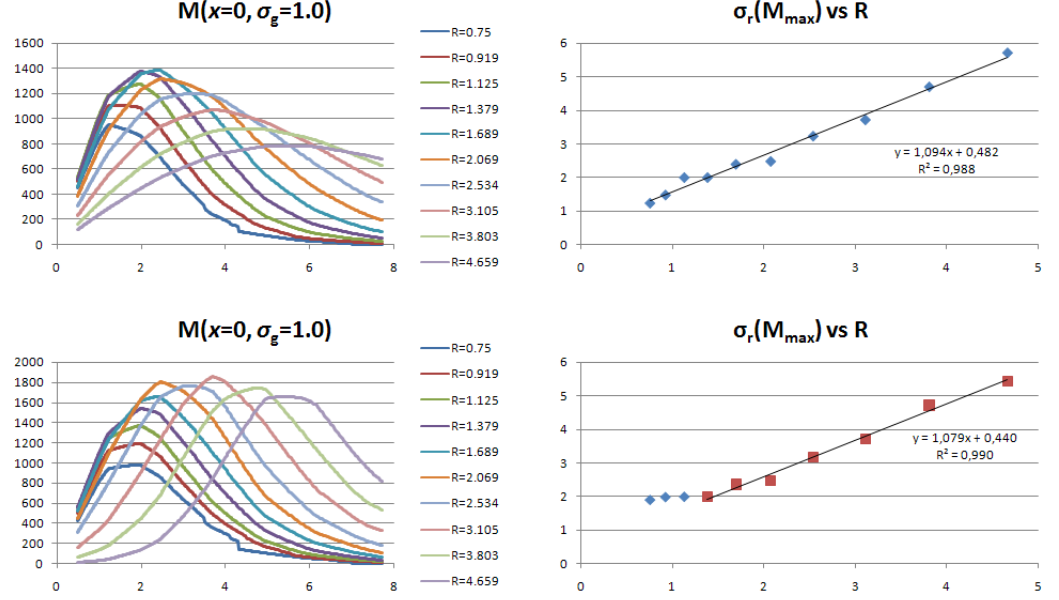 M(x=0, σg=1.0)
1600
1400
1200
1000
800
600
400
200
0
0 2 4 6 8
R=0.75
R=0.919
R=1.125
R=1.379
R=1.689
R=2.069
R=2.534
R=3.105
R=3.803
R=4.659
σr(Mmax) vs R
6
5
4
3
2
1
0
0 1 2 3 4 5
y = 1,094x + 0,482
R² = 0,988
M(x=0, σg=1.0)
2000
1800
1600
1400
1200
1000
800
600
400
200
0
0 2 4 6 8
R=0.75
R=0.919
R=1.125
R=1.379
R=1.689
R=2.069
R=2.534
R=3.105
R=3.803
R=4.659
σr(Mmax) vs R
6
5
4
3
2
1
0
0 1 2 3 4 5
y = 1,079x + 0,440
R² = 0,990